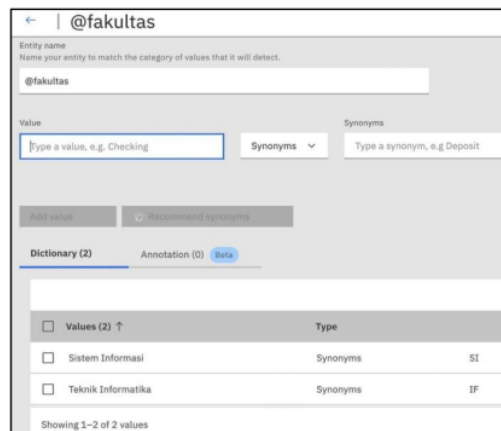 ← | @fakultas
Entity name
Name your entity to match the category of values that it will detect.
@fakultas
Value Synonyms
Type a value, e.g. Checking Synonyms Type a synonym, e.g Deposit
Add value Recommend synonyms
Dictionary (2) Annotation (0) Beta
Values (2) ↑ Type
Sistem Informasi Synonyms SI
Teknik Informatika Synonyms IF
Showing 1–2 of 2 values